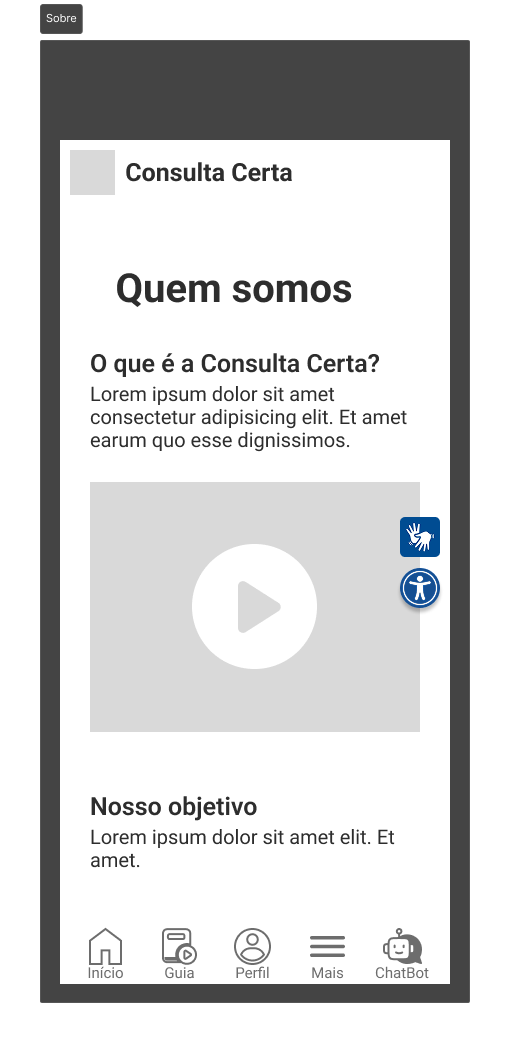 Sobre
Consulta Certa
Quem somos
O que é a Consulta Certa?
Lorem ipsum dolor sit amet
consectetur adipisicing elit. Et amet
earum quo esse dignissimos.
Nosso objetivo
Lorem ipsum dolor sit amet elit. Et
amet.
Início
Guia
Perfil
Mais
ChatBot